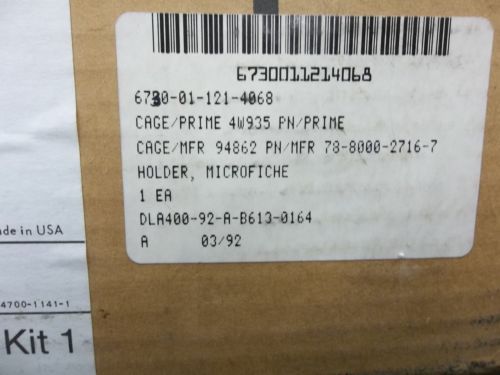 6730011214068
6730-01-121-4068
CAGE/PRIME 4W935 PN/PRIME
CAGE/MFR 94862 PN/MFR 78-8000-2716-7
HOLDER, MICROFICHE
1 EA
DLA400-92-A-B613-0164
A 03/92
de in USA
4700-1141-1
Kit 1